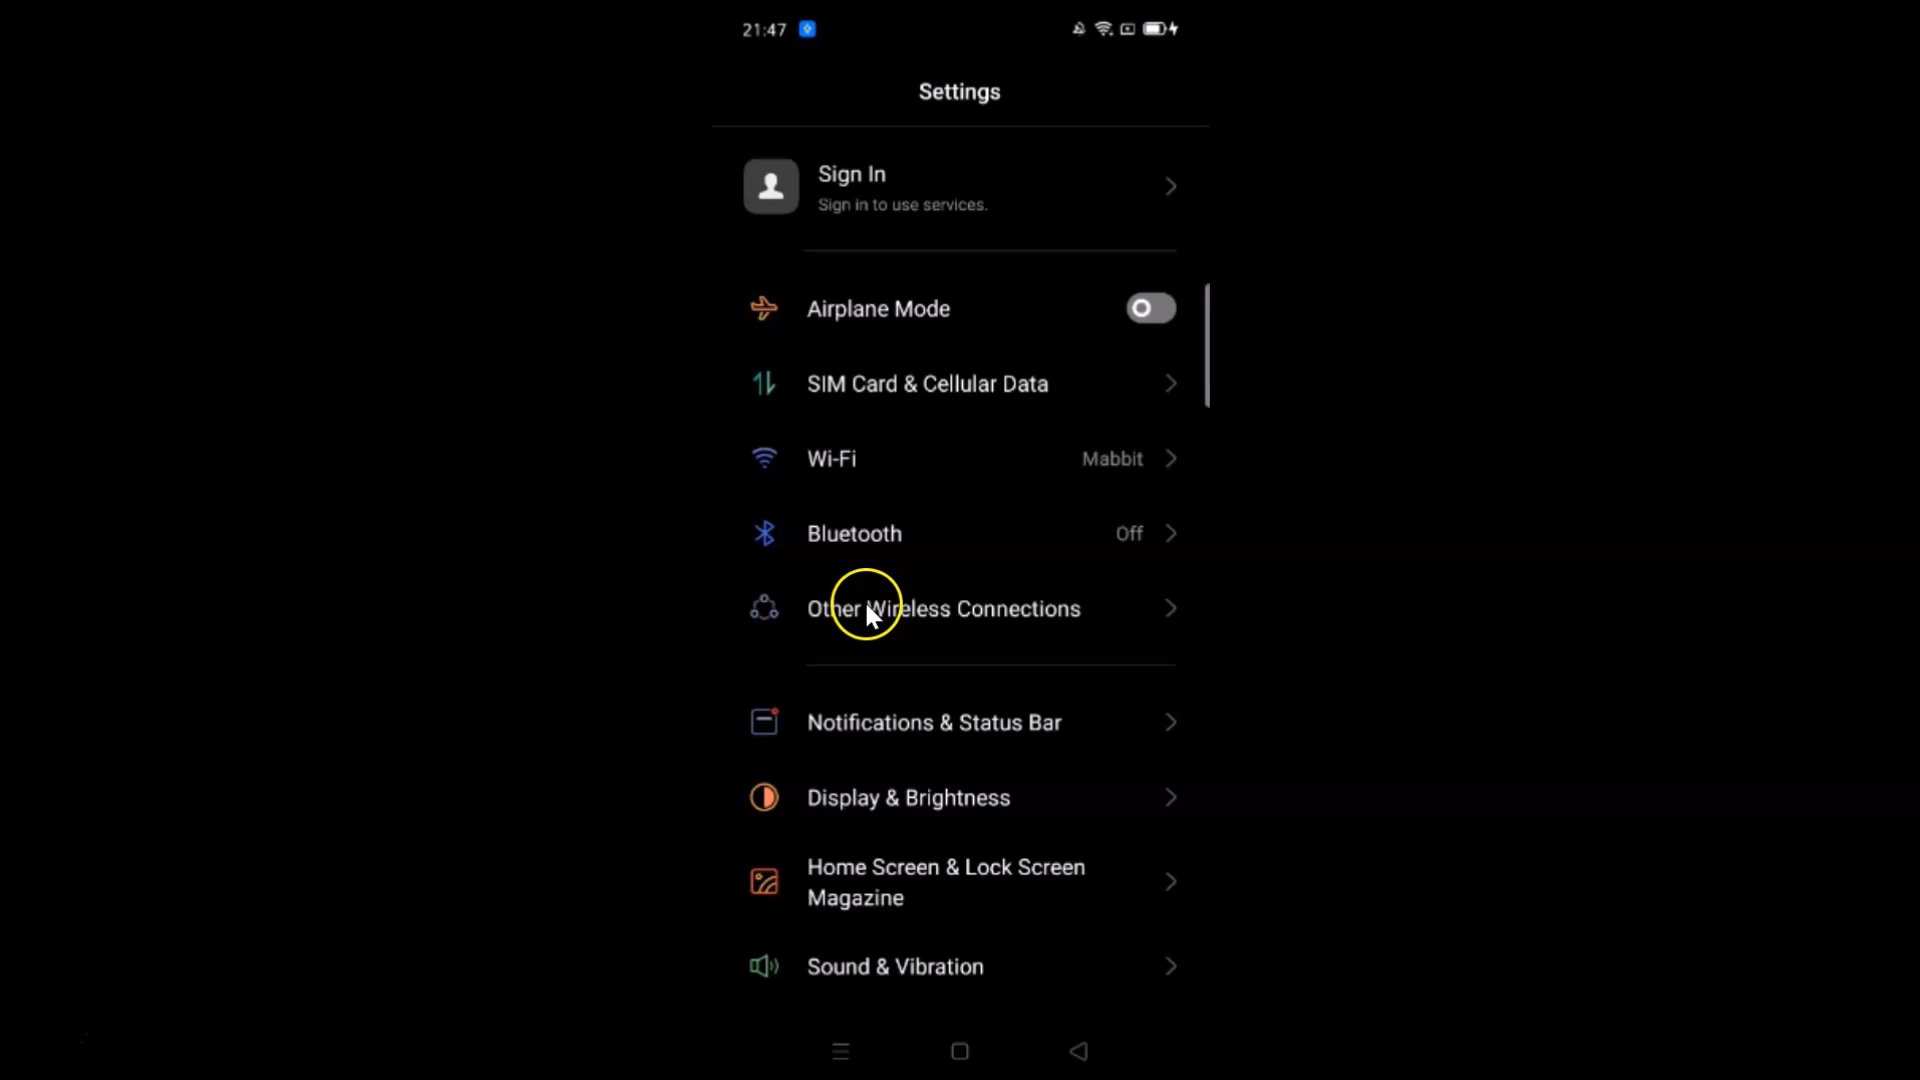 21:47
Settings
Sign In
Sign in to use services.
Airplane Mode
SIM Card & Cellular Data
Wi-Fi
Mabbit
Bluetooth
Off
Other Wireless Connections
Notifications & Status Bar
Display & Brightness
Home Screen & Lock Screen
Magazine
Sound & Vibration